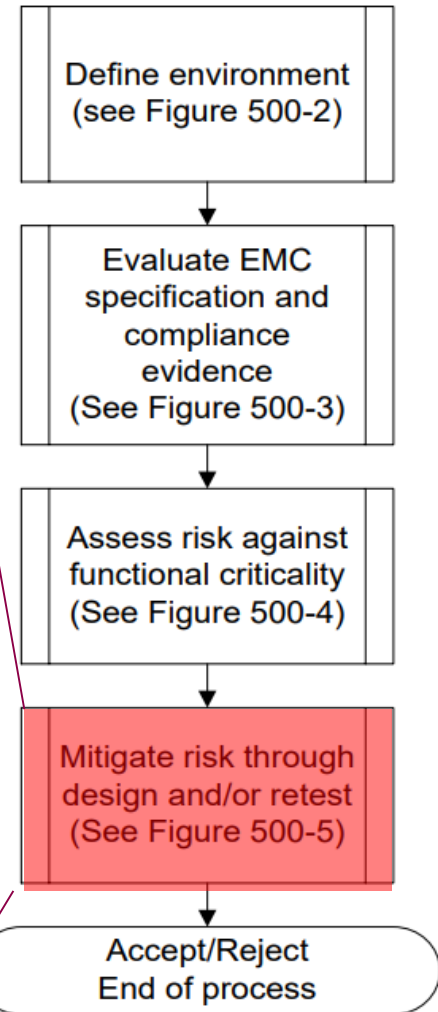 Define environment
(see Figure 500-2)
Evaluate EMC
specification and
compliance
evidence
(See Figure 500-3)
Assess risk against
functional criticality
(See Figure 500-4)
Mitigate risk through
design and/or retest
(See Figure 500-5)
Accept/Reject
End of process